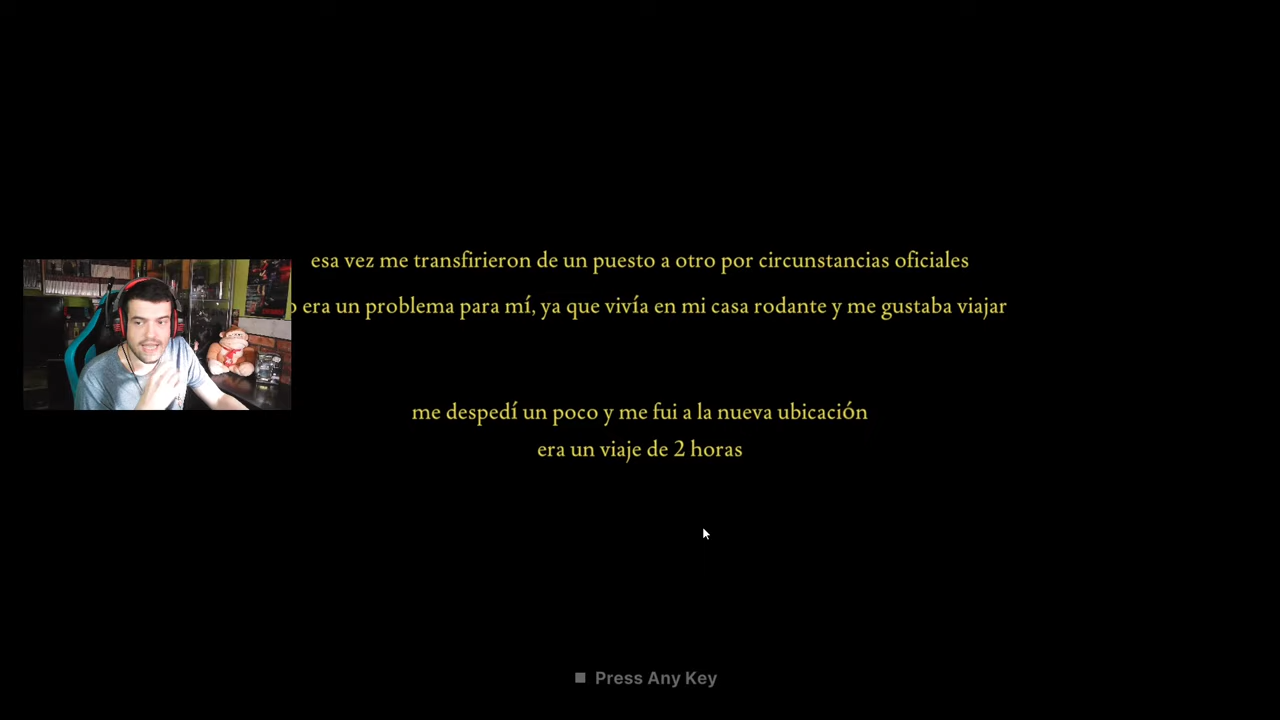 esa vez me transfirieron de un puesto a otro por circunstancias oficiales
era un problema para mí, ya que vivía en mi casa rodante y me gustaba viajar
me despedí un poco y me fui a la nueva ubicación
era un viaje de 2 horas
Press Any Key